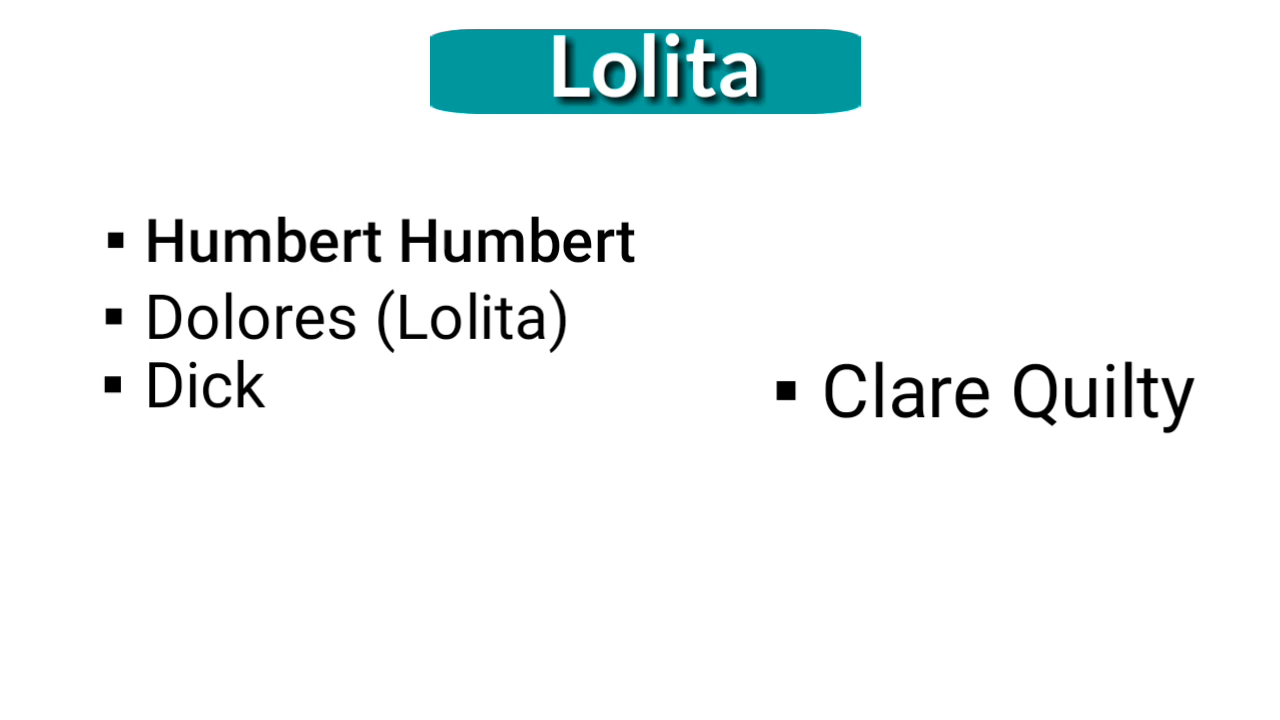 Lolita
▪ Humbert Humbert
▪ Dolores (Lolita)
▪ Dick
▪ Clare Quilty